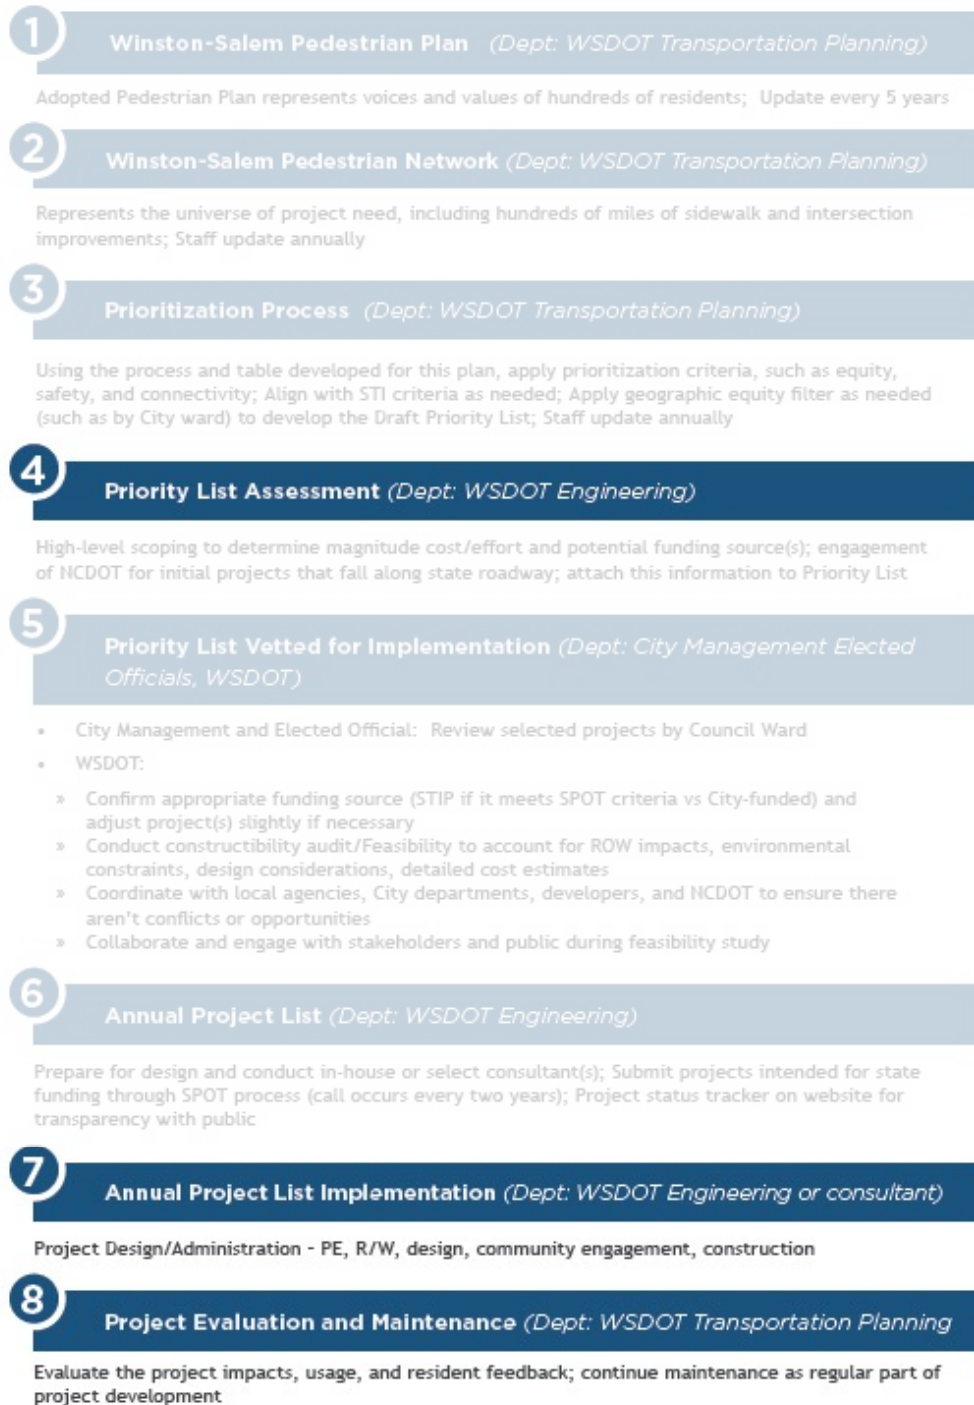 1
Winston-Salem Pedestrian Plan (Dept: WSDOT Transportation Planning)
Adopted Pedestrian Plan represents voices and values of hundreds of residents; Update every 5 years
2
Winston-Salem Pedestrian Network (Dept: WSDOT Transportation Planning)
Represents the universe of project need, including hundreds of miles of sidewalk and intersection
improvements; Staff update annually
3
Prioritization Process (Dept: WSDOT Transportation Planning)
Using the process and table developed for this plan, apply prioritization criteria, such as equity,
safety, and connectivity; Align with STI criteria as needed; Apply geographic equity filter as needed
(such as by City ward) to develop the Draft Priority List; Staff update annually
4
Priority List Assessment (Dept: WSDOT Engineering)
High-level scoping to determine magnitude cost/effort and potential funding source(s); engagement
of NCDOT for initial projects that fall along state roadway; attach this information to Priority List
5
Priority List Vetted for Implementation (Dept: City Management Elected
Officials, WSDOT)
• City Management and Elected Official: Review selected projects by Council Ward
• WSDOT:
» Confirm appropriate funding source (STIP if it meets SPOT criteria vs City-funded) and
adjust project(s) slightly if necessary
» Conduct constructibility audit/Feasibility to account for ROW impacts, environmental
constraints, design considerations, detailed cost estimates
» Coordinate with local agencies, City departments, developers, and NCDOT to ensure there
aren't conflicts or opportunities
» Collaborate and engage with stakeholders and public during feasibility study
6
Annual Project List (Dept: WSDOT Engineering)
Prepare for design and conduct in-house or select consultant(s); Submit projects intended for state
funding through SPOT process (call occurs every two years); Project status tracker on website for
transparency with public
7
Annual Project List Implementation (Dept: WSDOT Engineering or consultant)
Project Design/Administration - PE, R/W, design, community engagement, construction
8
Project Evaluation and Maintenance (Dept: WSDOT Transportation Planning
Evaluate the project impacts, usage, and resident feedback; continue maintenance as regular part of
project development